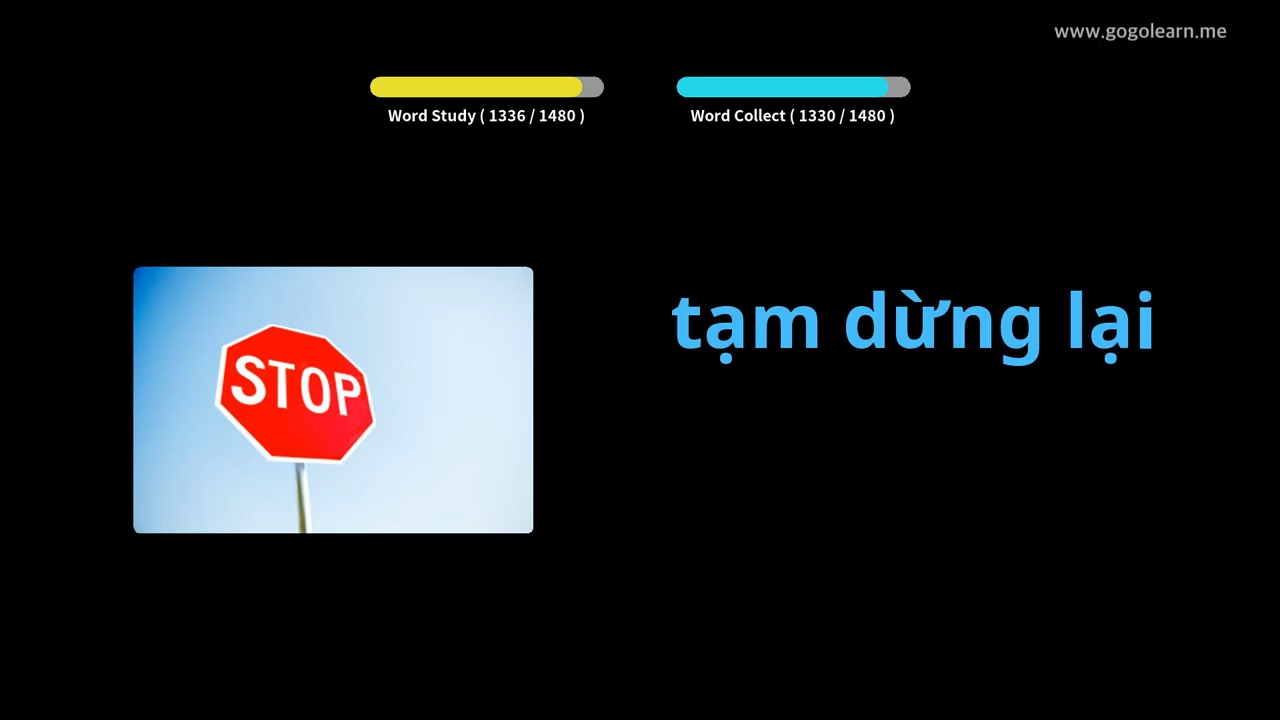 www.gogolearn.me
Word Study ( 1336 / 1480 )
Word Collect ( 1330 / 1480 )
tạm dừng lại
STOP